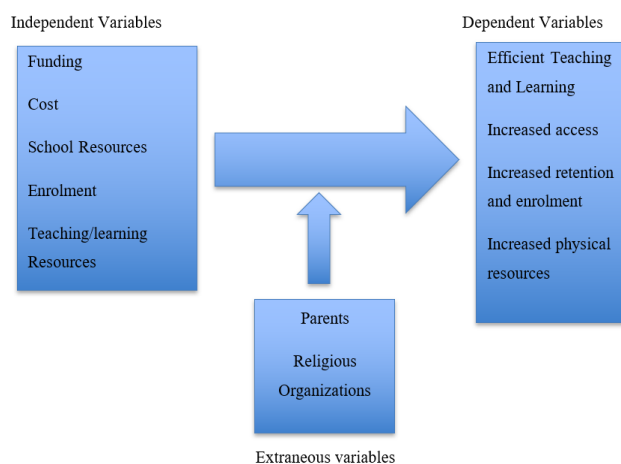 Independent Variables
Funding
Cost
School Resources
Enrolment
Teaching/learning
Resources
Dependent Variables
Efficient Teaching
and Learning
Increased access
Increased retention
and enrolment
Increased physical
resources
Parents
Religious
Organizations
Extraneous variables